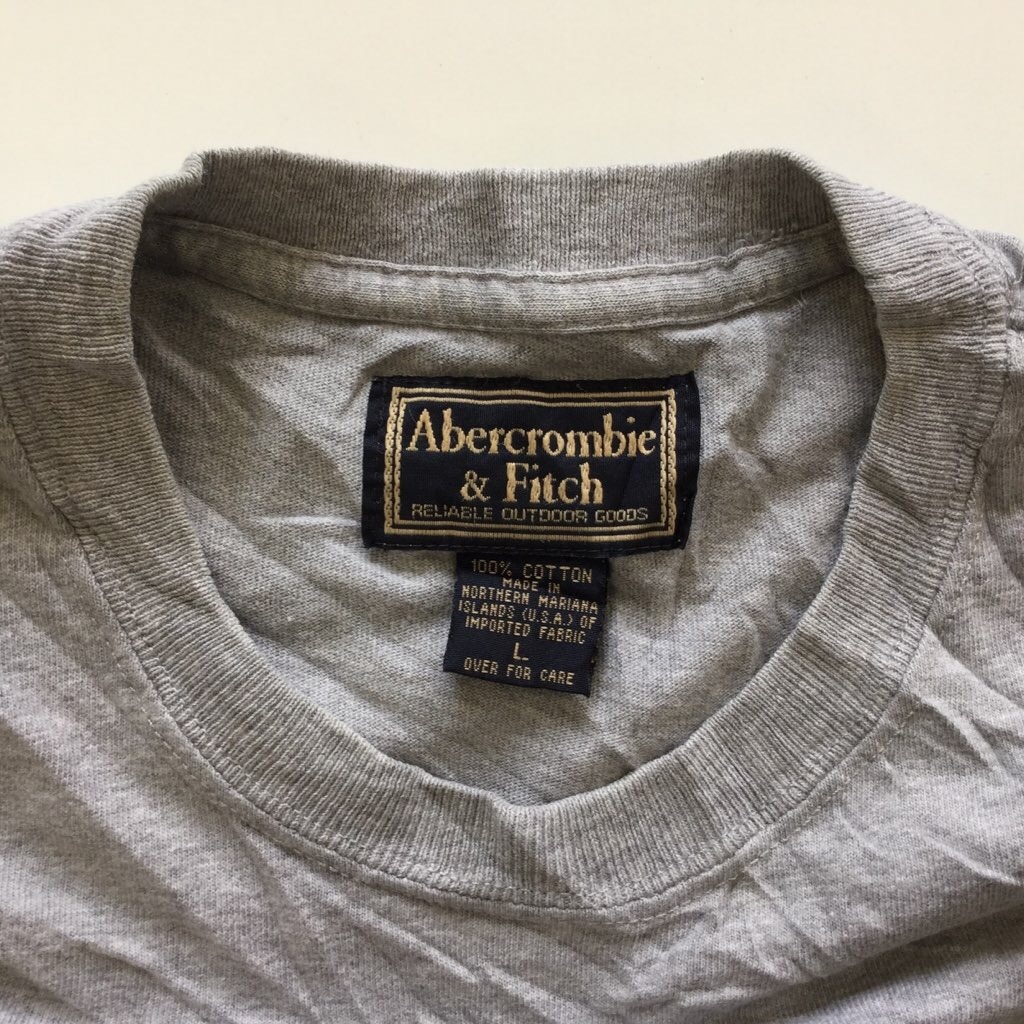 Abercrombie
& Fitch
RELIABLE OUTDOOR GOODS
100% COTTON
MADE IN
NORTHERN MARIANA
ISLANDS (U.S.A.) OF
IMPORTED FABRIC
L
OVER FOR CARE